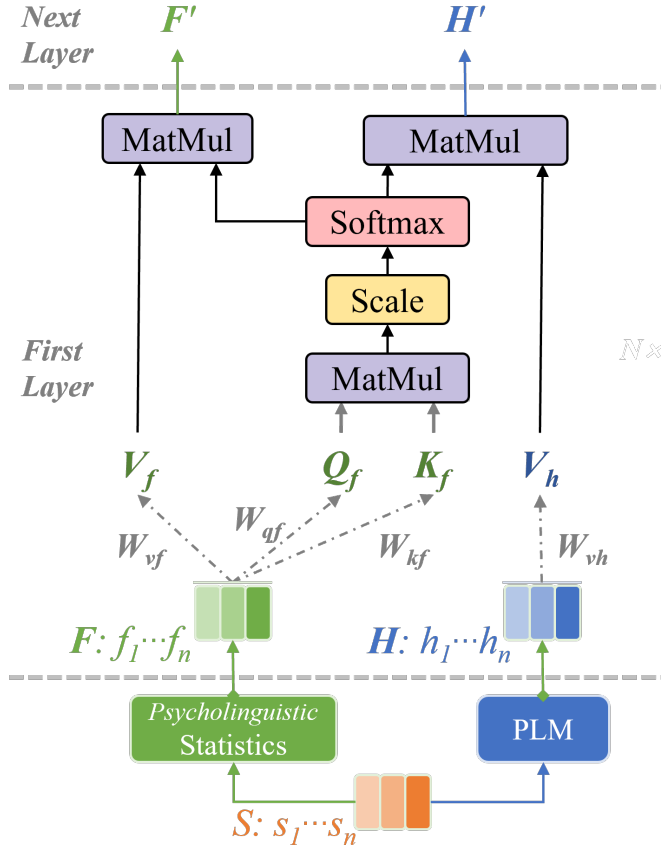 Next
Layer
F'
H'
MatMul
MatMul
Softmax
Scale
First
Layer
N×
MatMul
V_f
Q_f
K_f
V_h
W_vf
W_qf
W_kf
W_vh
F: f_1···f_n
H: h_1···h_n
Psycholinguistic
Statistics
PLM
S: s_1···s_n